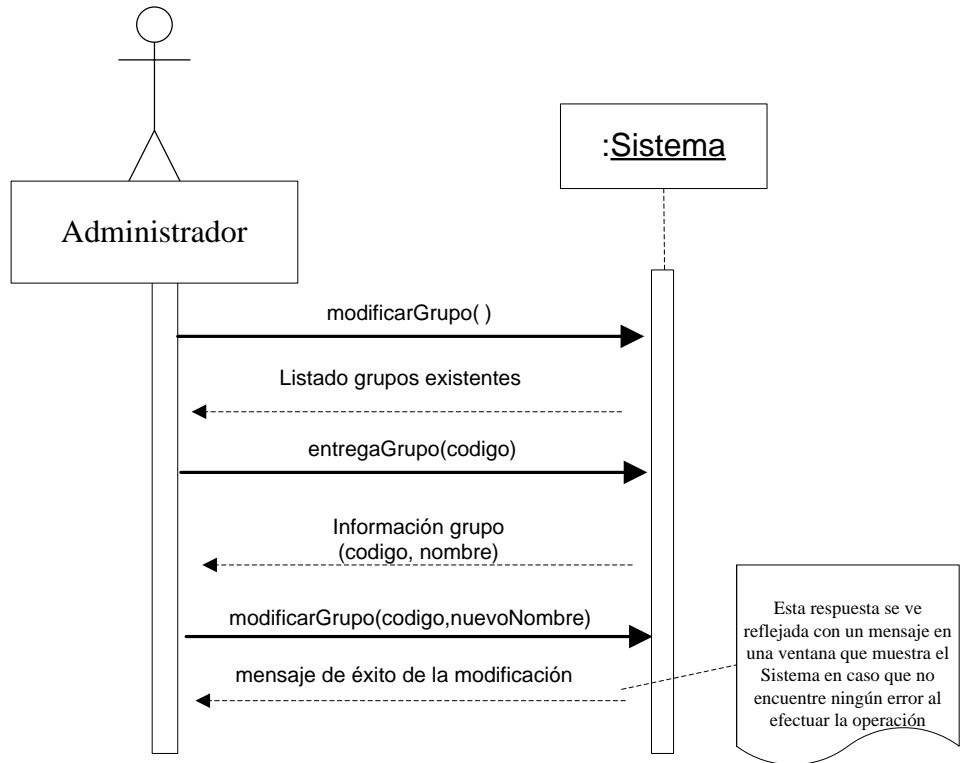 :Sistema
Administrador
modificarGrupo( )
Listado grupos existentes
entregaGrupo(codigo)
Información grupo
(codigo, nombre)
modificarGrupo(codigo,nuevoNombre)
mensaje de éxito de la modificación
Esta respuesta se ve
reflejada con un mensaje en
una ventana que muestra el
Sistema en caso que no
encuentre ningún error al
efectuar la operación